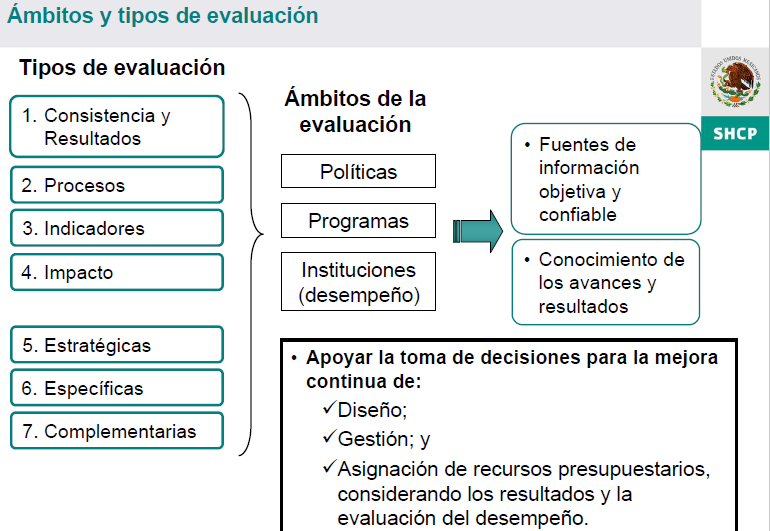 Ámbitos y tipos de evaluación
Tipos de evaluación
1. Consistencia y
Resultados
2. Procesos
3. Indicadores
4. Impacto
5. Estratégicas
6. Específicas
7. Complementarias
Ámbitos de la
evaluación
Políticas
Programas
Instituciones
(desempeño)
• Fuentes de
información
objetiva y
confiable
• Conocimiento de
los avances y
resultados
ESTADOS UNIDOS MEXICANOS
SHCP
• Apoyar la toma de decisiones para la mejora
continua de:
✓Diseño;
✓Gestión; y
✓Asignación de recursos presupuestarios,
considerando los resultados y la
evaluación del desempeño.